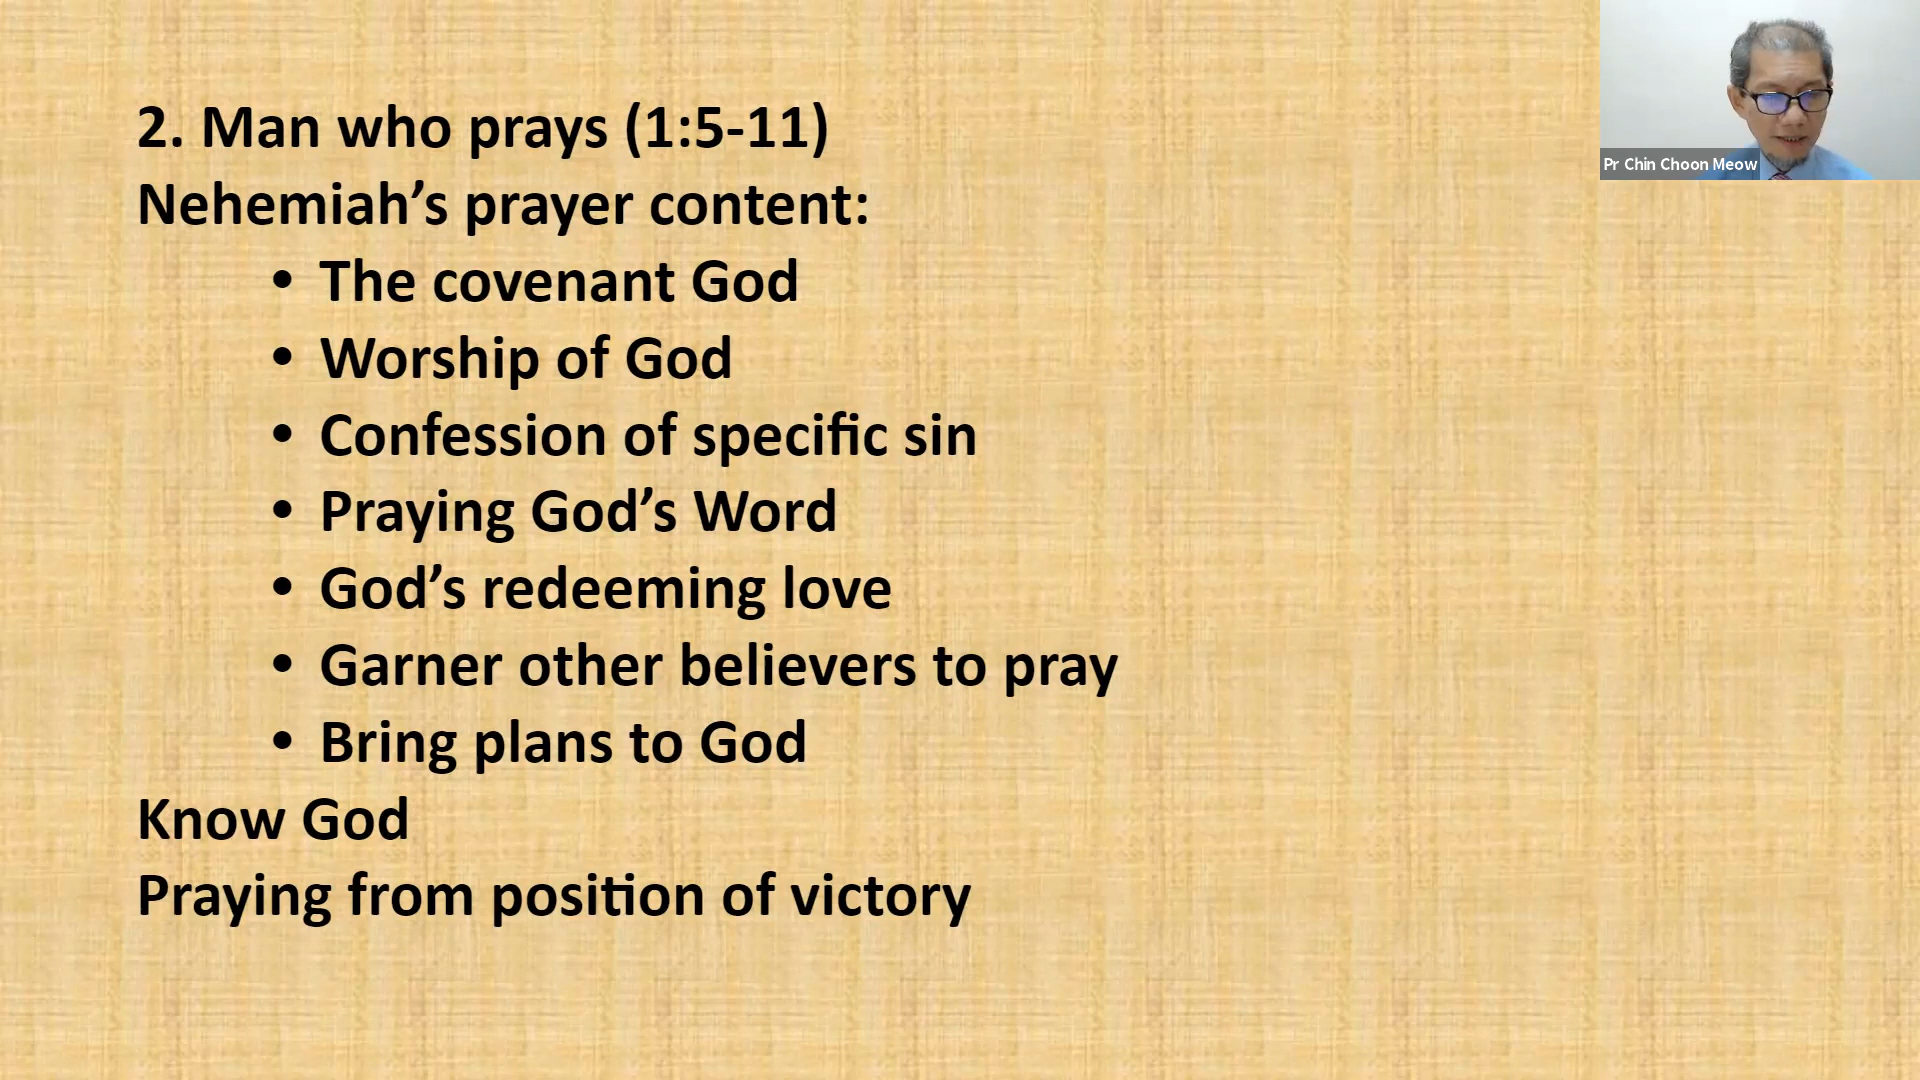 2. Man who prays (1:5-11)
Nehemiah’s prayer content:
• The covenant God
• Worship of God
• Confession of specific sin
• Praying God’s Word
• God’s redeeming love
• Garner other believers to pray
• Bring plans to God
Know God
Praying from position of victory
Pr Chin Choon Meow